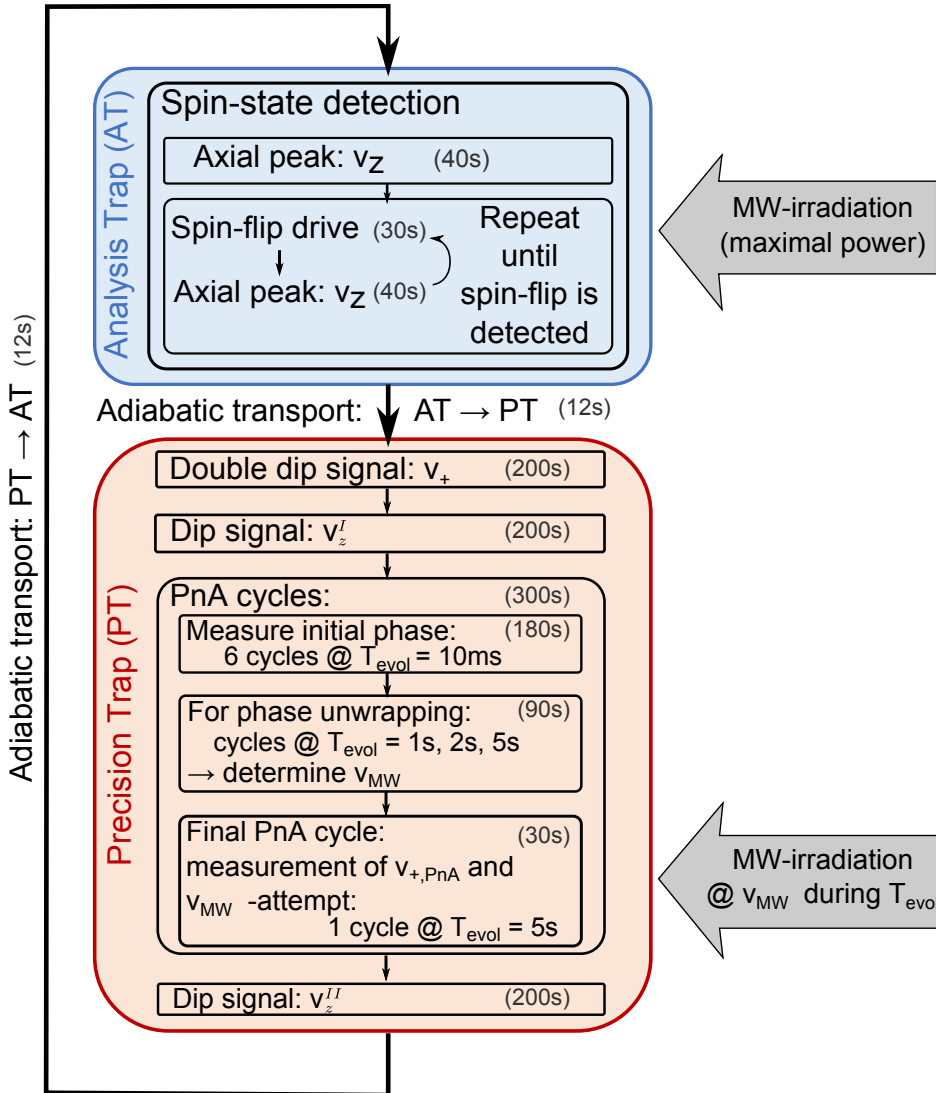 Adiabatic transport: PT → AT (12s)
Analysis Trap (AT)
Spin-state detection
Axial peak: νz (40s)
Spin-flip drive (30s)
Axial peak: νz (40s)
Repeat
until
spin-flip is
detected
MW-irradiation
(maximal power)
Adiabatic transport: AT → PT (12s)
Precision Trap (PT)
Double dip signal: ν+ (200s)
Dip signal: νzI (200s)
PnA cycles: (300s)
Measure initial phase: (180s)
6 cycles @ Tevol = 10ms
For phase unwrapping: (90s)
cycles @ Tevol = 1s, 2s, 5s
→ determine νMW
Final PnA cycle: (30s)
measurement of ν+,PnA and
νMW -attempt:
1 cycle @ Tevol = 5s
MW-irradiation
@ νMW during Tevol
Dip signal: νzII (200s)